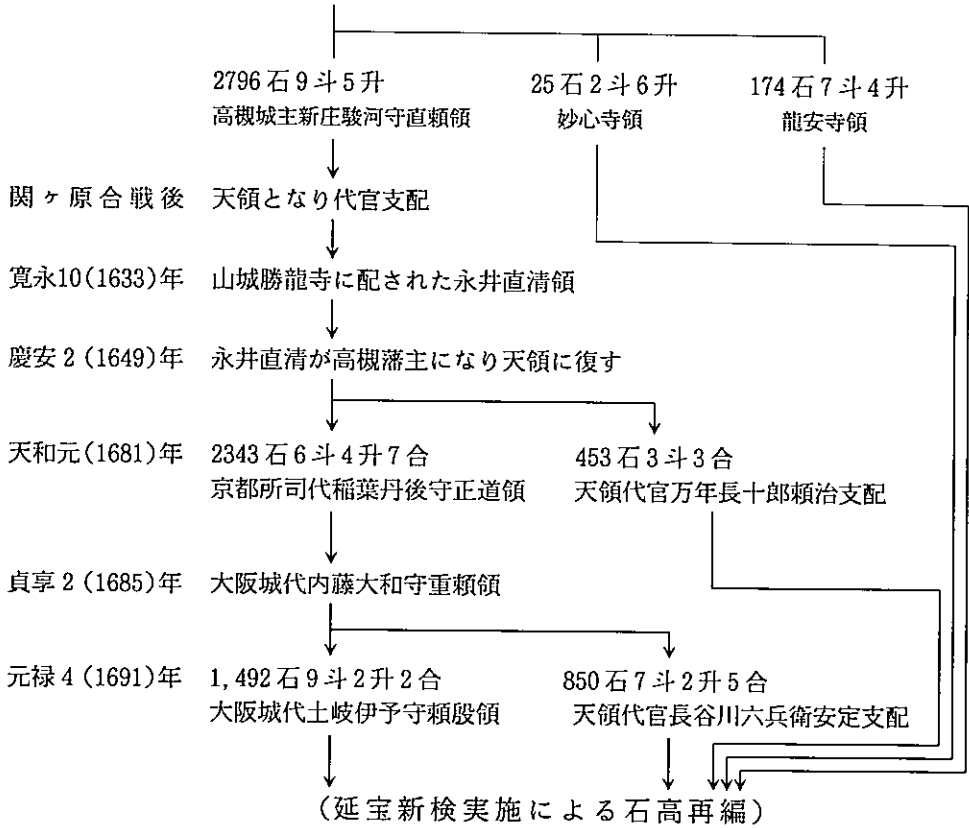 2796石9斗5升 25石2斗6升 174石7斗4升
高槻城主新庄駿河守直頼領 妙心寺領 龍安寺領
関ヶ原合戦後 天領となり代官支配
寛永10(1633)年 山城勝龍寺に配された永井直清領
慶安2(1649)年 永井直清が高槻藩主になり天領に復す
天和元(1681)年 2343石6斗4升7合 453石3斗3合
京都所司代稲葉丹後守正道領 天領代官万年長十郎頼治支配
貞享2(1685)年 大阪城代内藤大和守重頼領
元禄4(1691)年 1,492石9斗2升2合 850石7斗2升5合
大阪城代土岐伊予守頼殷領 天領代官長谷川六兵衛安定支配
(延宝新検実施による石高再編)